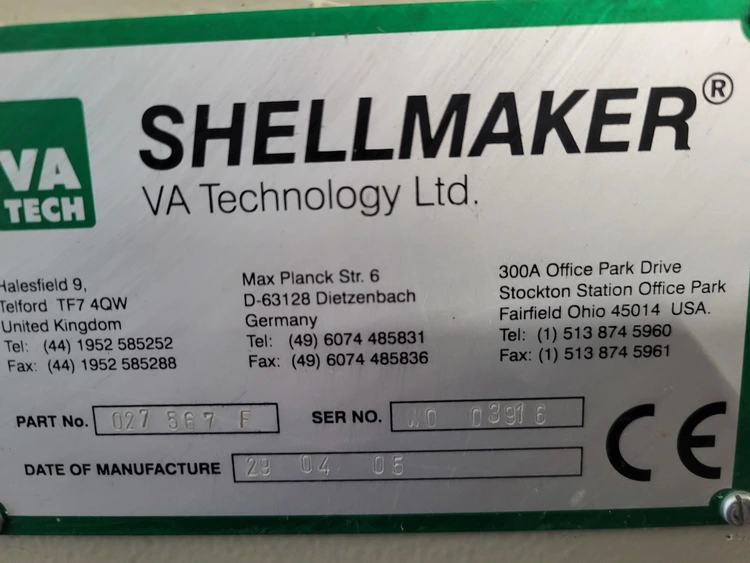 VA
TECH
SHELLMAKER®
VA Technology Ltd.
Halesfield 9,
Telford TF7 4QW
United Kingdom
Tel: (44) 1952 585252
Fax: (44) 1952 585288
Max Planck Str. 6
D-63128 Dietzenbach
Germany
Tel: (49) 6074 485831
Fax: (49) 6074 485836
300A Office Park Drive
Stockton Station Office Park
Fairfield Ohio 45014 USA.
Tel: (1) 513 874 5960
Fax: (1) 513 874 5961
PART No. 027 567 F
SER NO. NO 03916
DATE OF MANUFACTURE 29 04 05
CE